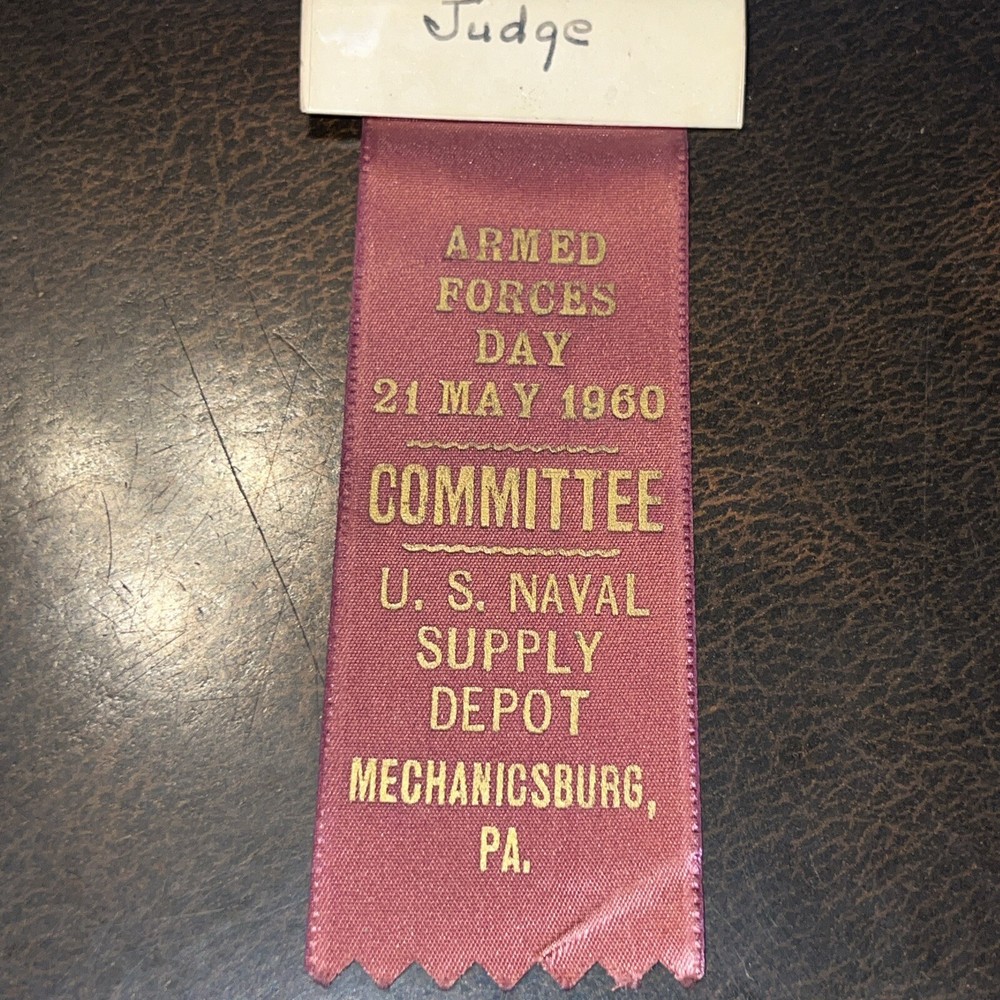 Judge
ARMED
FORCES
DAY
21 MAY 1960
COMMITTEE
U. S. NAVAL
SUPPLY
DEPOT
MECHANICSBURG,
PA.